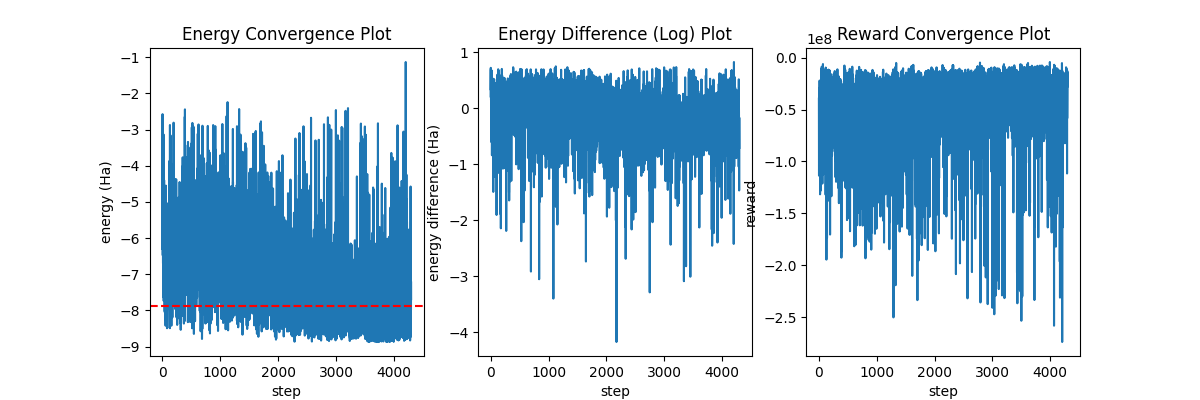 Energy Convergence Plot
energy (Ha)
−1
−2
−3
−4
−5
−6
−7
−8
−9
0 1000 2000 3000 4000
step
Energy Difference (Log) Plot
energy difference (Ha)
1
0
−1
−2
−3
−4
0 1000 2000 3000 4000
step
1e8 Reward Convergence Plot
reward
0.0
−0.5
−1.0
−1.5
−2.0
−2.5
0 1000 2000 3000 4000
step